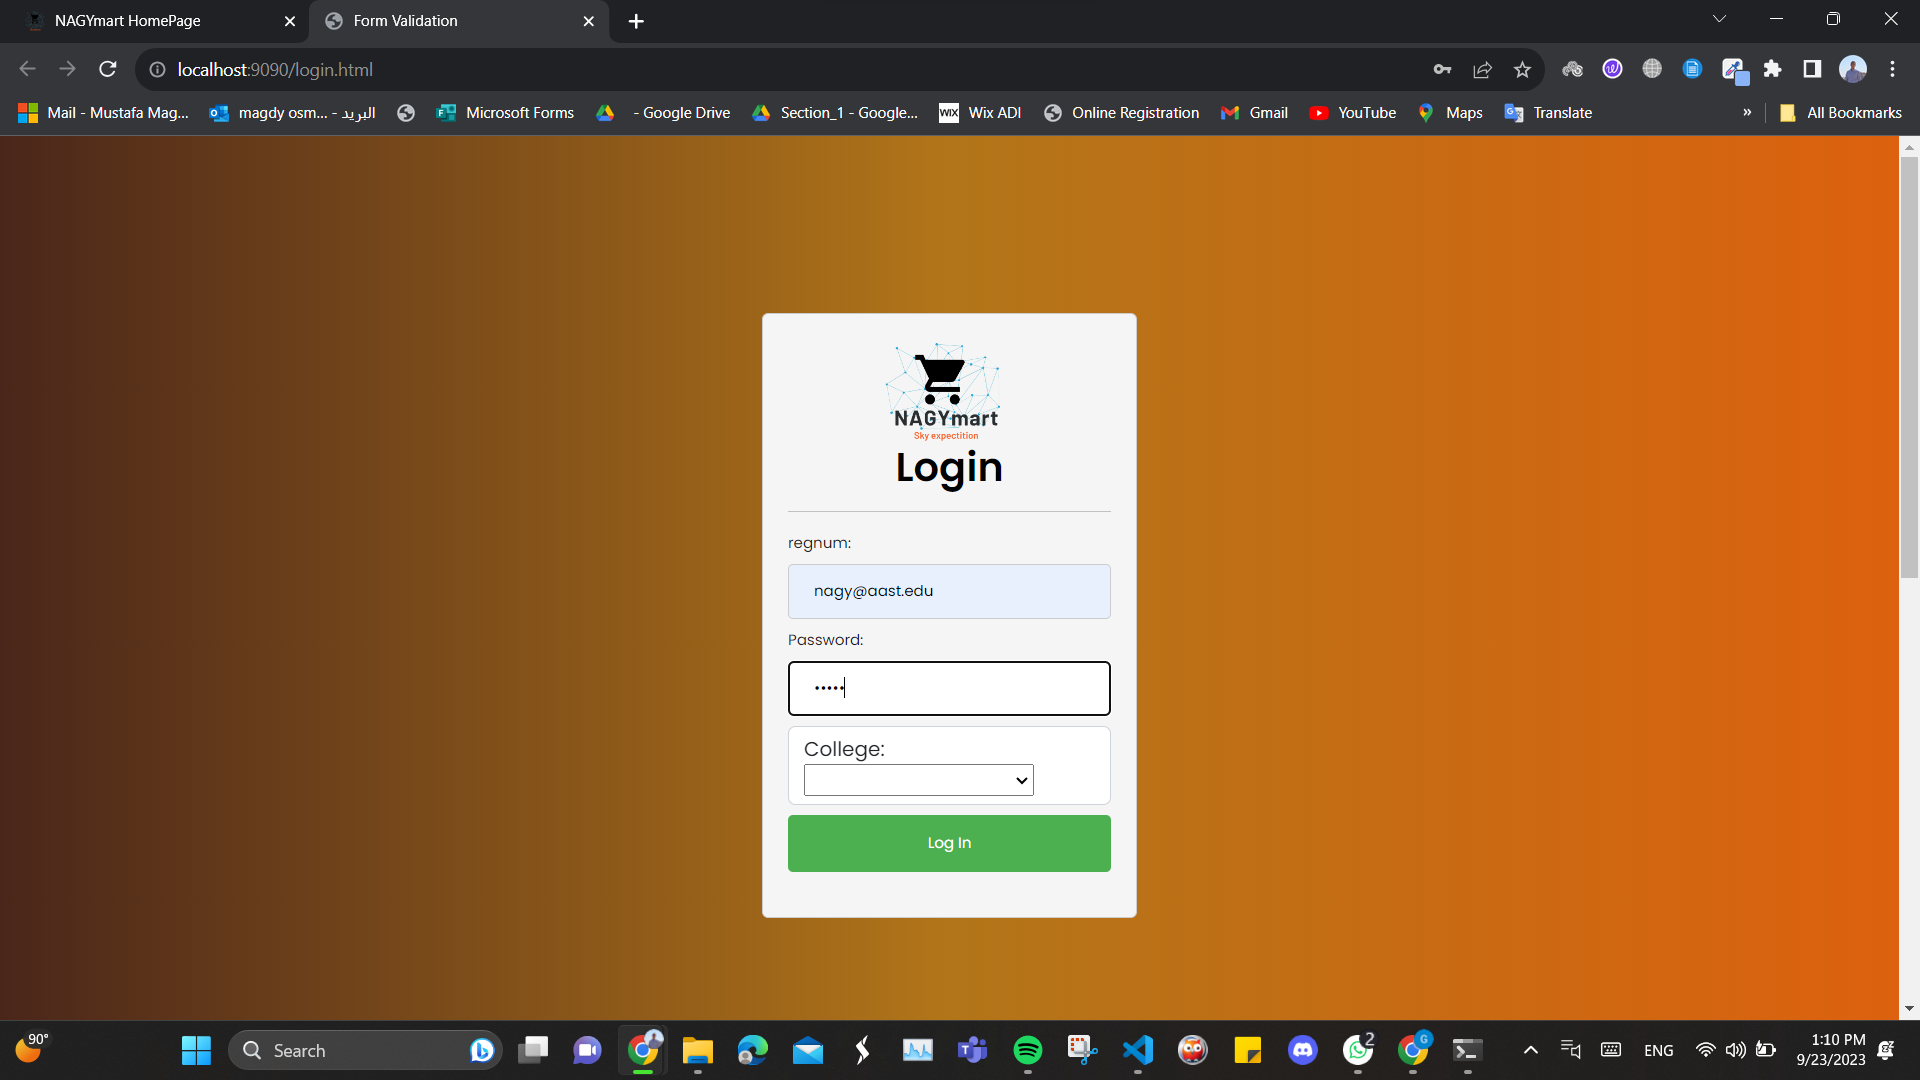 NAGYmart HomePage
Form Validation
localhost:9090/login.html
Mail - Mustafa Mag...
magdy osm... - البريد
Microsoft Forms
- Google Drive
Section_1 - Google...
WiX
Wix ADI
Online Registration
Gmail
YouTube
Maps
Translate
»
All Bookmarks
NAGYmart
Sky expectition
Login
regnum:
nagy@aast.edu
Password:
•••••
College:
Log In
90°
Search
2
G
ENG
1:10 PM
9/23/2023